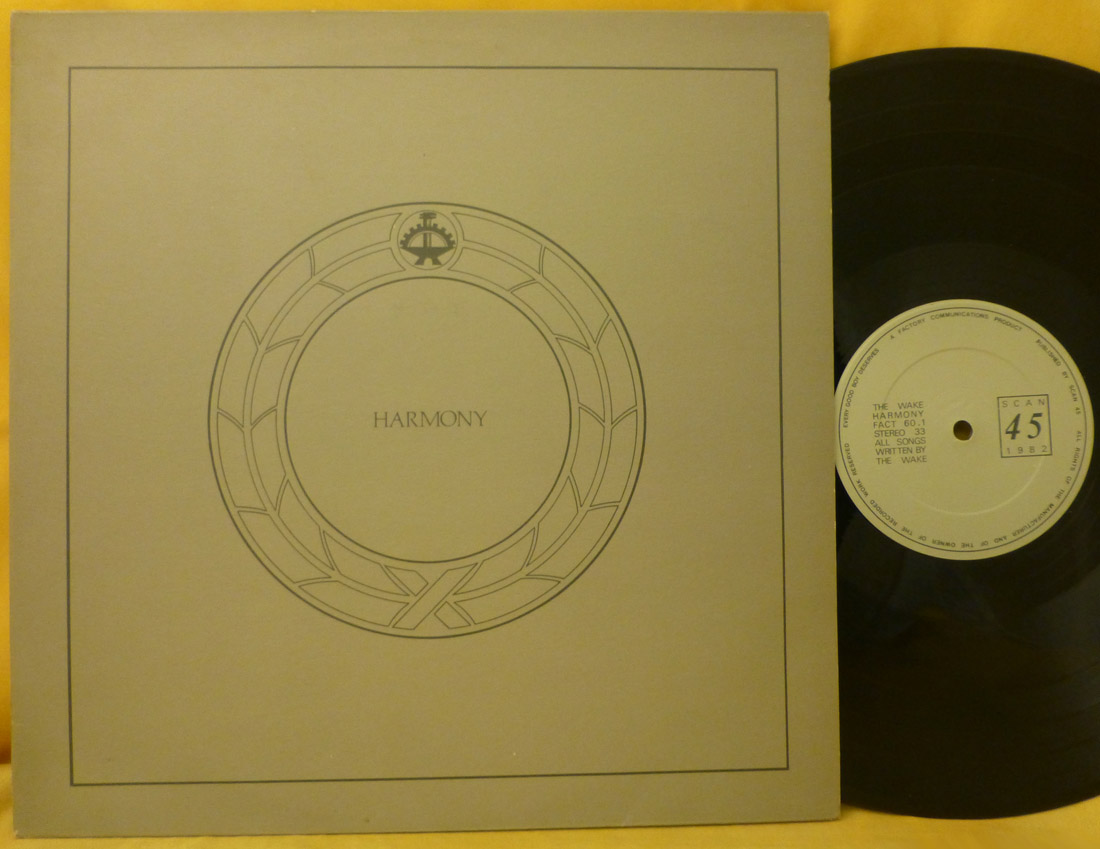 HARMONY
THE WAKE
HARMONY
FACT 60.1
STEREO 33
ALL SONGS
WRITTEN BY
THE WAKE
SCAN
45
1982
EVERY GOOD BOY DESERVES
A FACTORY COMMUNICATIONS PRODUCT
PUBLISHED BY SCAN 45
ALL RIGHTS OF THE MANUFACTURER AND OF THE OWNER OF THE RECORDED WORK RESERVED